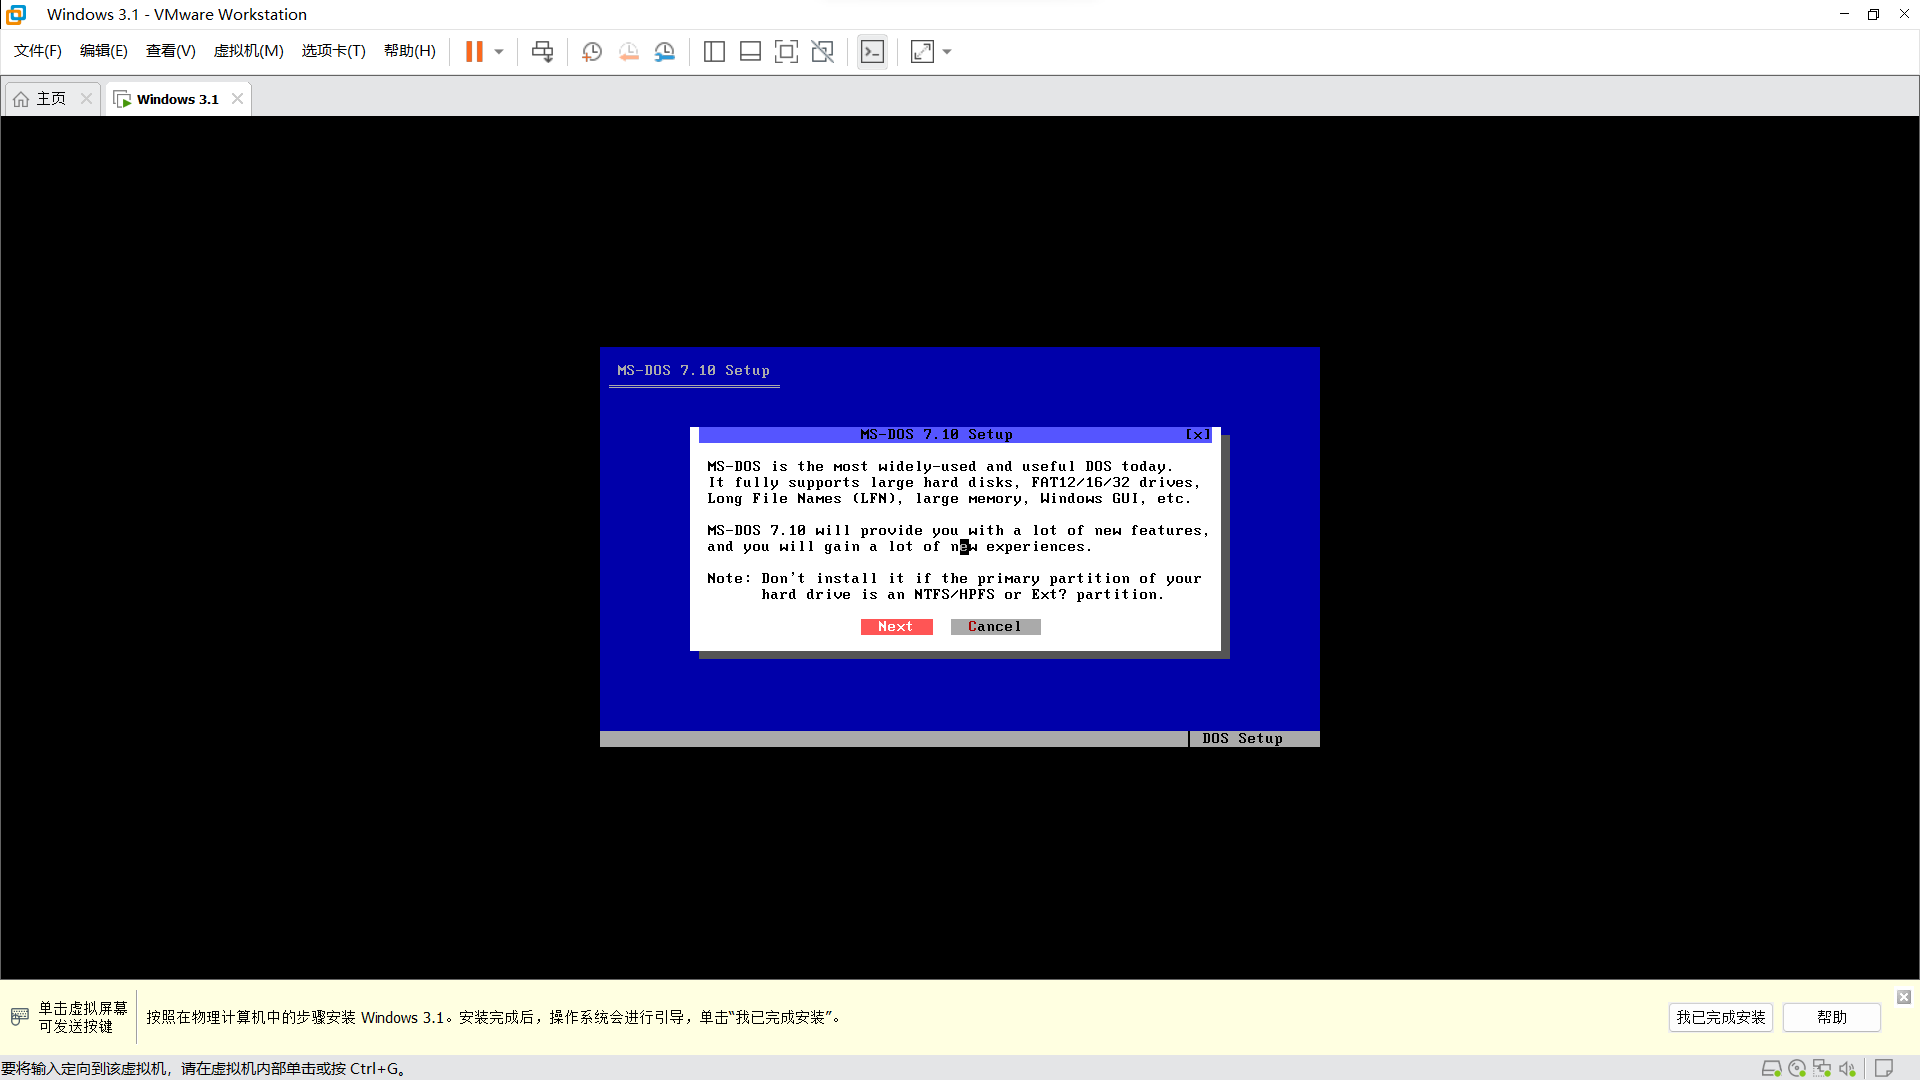 Windows 3.1 - VMware Workstation
文件(F) 编辑(E) 查看(V) 虚拟机(M) 选项卡(T) 帮助(H)
主页 Windows 3.1
MS-DOS 7.10 Setup
MS-DOS 7.10 Setup [x]
MS-DOS is the most widely-used and useful DOS today.
It fully supports large hard disks, FAT12/16/32 drives,
Long File Names (LFN), large memory, Windows GUI, etc.
MS-DOS 7.10 will provide you with a lot of new features,
and you will gain a lot of new experiences.
Note: Don't install it if the primary partition of your
hard drive is an NTFS/HPFS or Ext? partition.
Next Cancel
DOS Setup
单击虚拟屏幕
可发送按键
按照在物理计算机中的步骤安装 Windows 3.1。安装完成后，操作系统会进行引导，单击“我已完成安装”。
我已完成安装 帮助
要将输入定向到该虚拟机，请在虚拟机内部单击或按 Ctrl+G。